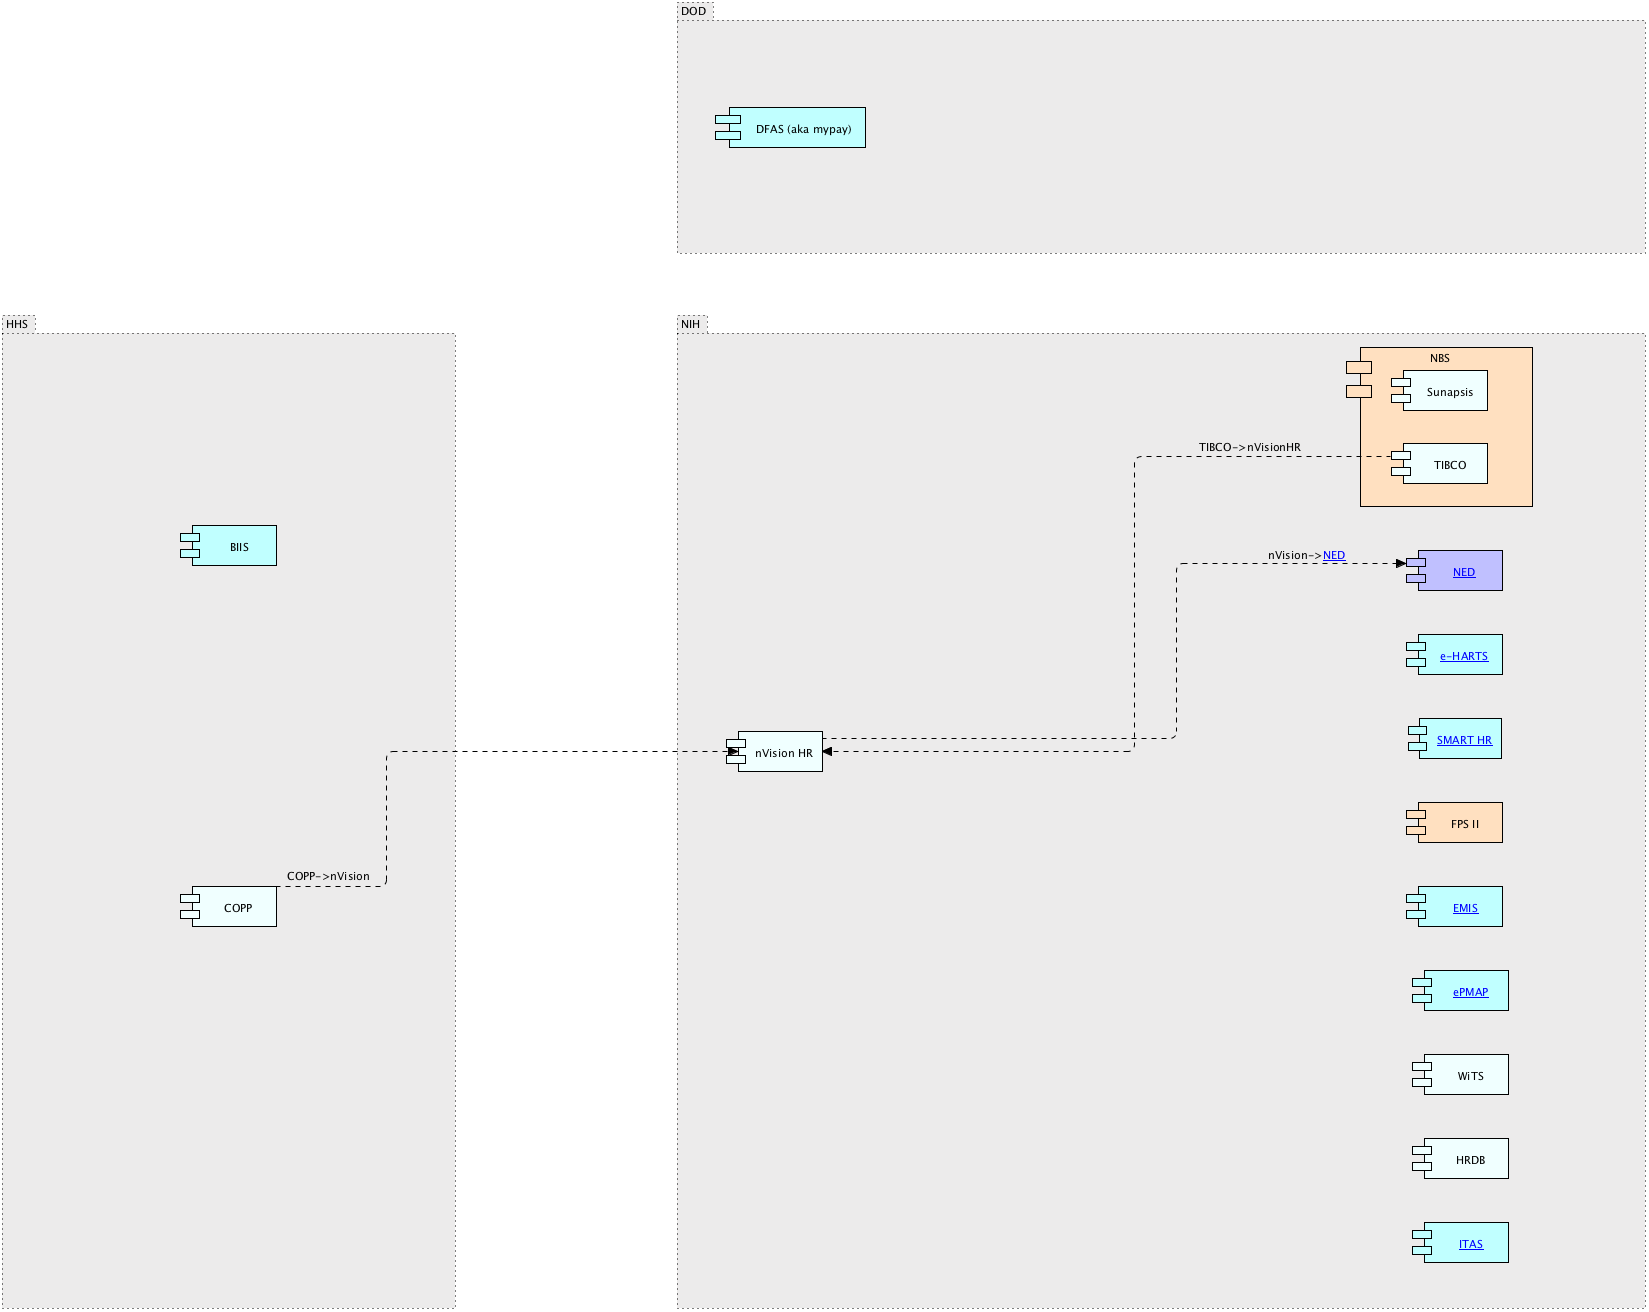 DOD
DFAS (aka mypay)
HHS
NIH
NBS
Sunapsis
TIBCO->nVisionHR
TIBCO
BIIS
nVision->NED
NED
e-HARTS
SMART HR
nVision HR
FPS II
COPP->nVision
COPP
EMIS
ePMAP
WiTS
HRDB
ITAS